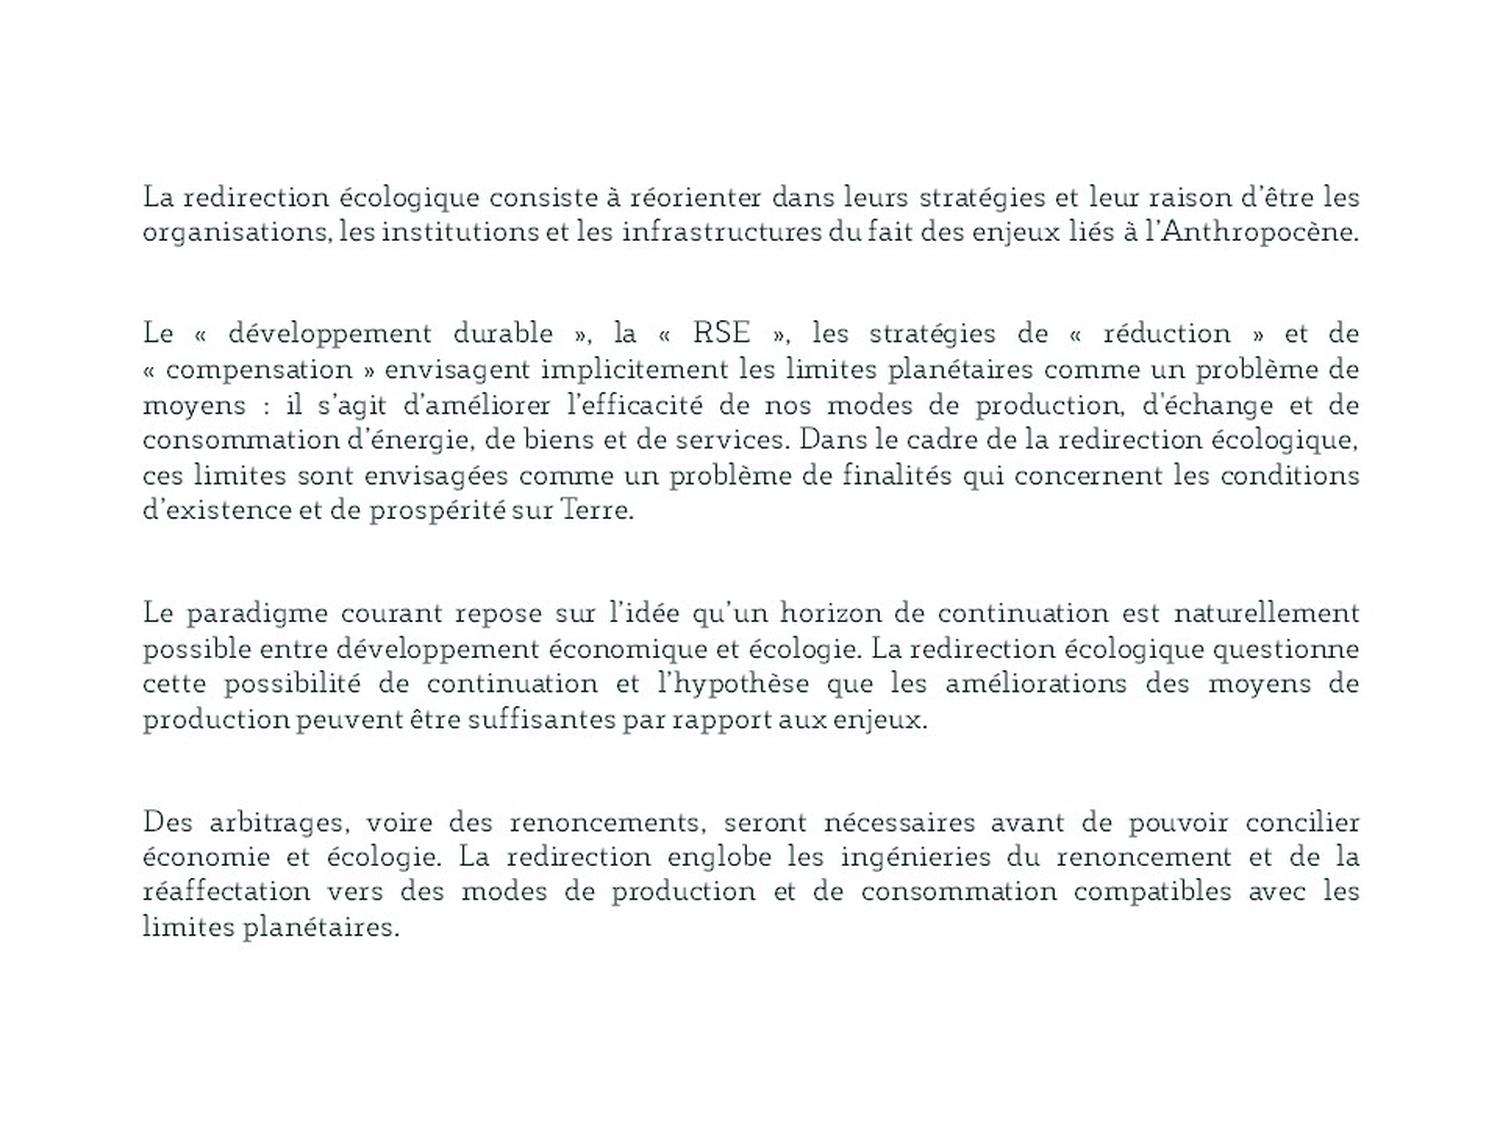 La redirection écologique consiste à réorienter dans leurs stratégies et leur raison d’être les
organisations, les institutions et les infrastructures du fait des enjeux liés à l’Anthropocène.
Le « développement durable », la « RSE », les stratégies de « réduction » et de
« compensation » envisagent implicitement les limites planétaires comme un problème de
moyens : il s’agit d’améliorer l’efficacité de nos modes de production, d’échange et de
consommation d’énergie, de biens et de services. Dans le cadre de la redirection écologique,
ces limites sont envisagées comme un problème de finalités qui concernent les conditions
d’existence et de prospérité sur Terre.
Le paradigme courant repose sur l’idée qu’un horizon de continuation est naturellement
possible entre développement économique et écologie. La redirection écologique questionne
cette possibilité de continuation et l’hypothèse que les améliorations des moyens de
production peuvent être suffisantes par rapport aux enjeux.
Des arbitrages, voire des renoncements, seront nécessaires avant de pouvoir concilier
économie et écologie. La redirection englobe les ingénieries du renoncement et de la
réaffectation vers des modes de production et de consommation compatibles avec les
limites planétaires.